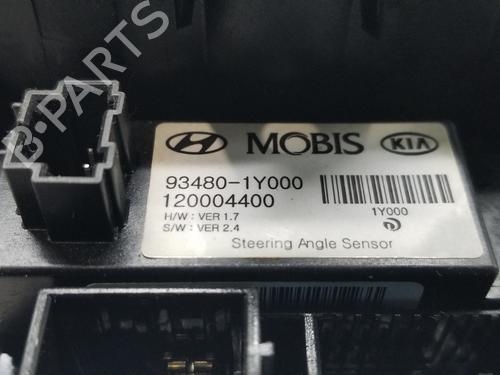 B-PARTS
MOBIS KIA
93480-1Y000
120004400
H/W : VER 1.7
S/W : VER 2.4
1Y000
Steering Angle Sensor